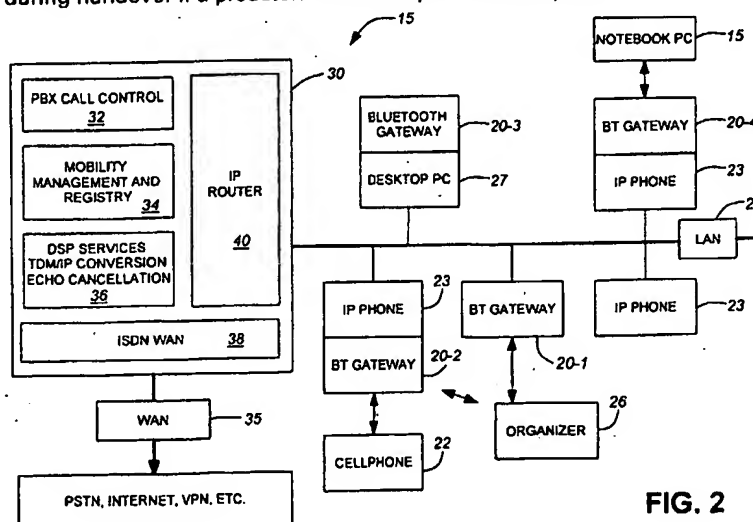 15
30
PBX CALL CONTROL
32
MOBILITY
MANAGEMENT AND
REGISTRY 34
DSP SERVICES
TDM/IP CONVERSION
ECHO CANCELLATION
36
IP
ROUTER
40
ISDN WAN 38
WAN
35
PSTN, INTERNET, VPN, ETC.
BLUETOOTH
GATEWAY
20-3
DESKTOP PC
27
NOTEBOOK PC
15
BT GATEWAY
20-4
IP PHONE
23
LAN
IP PHONE
23
IP PHONE
23
BT GATEWAY
20-2
BT GATEWAY
20-1
CELLPHONE
22
ORGANIZER
26
FIG. 2